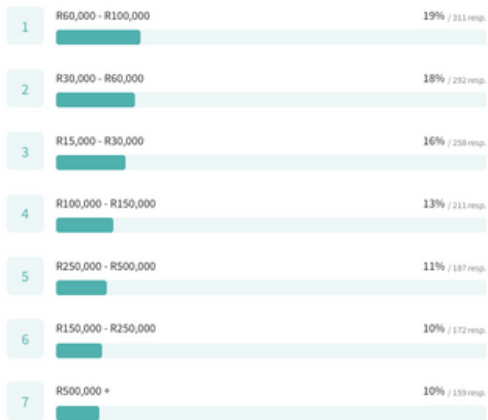 1
R60,000 - R100,000 19% / 311 resp.
2
R30,000 - R60,000 18% / 292 resp.
3
R15,000 - R30,000 16% / 258 resp.
4
R100,000 - R150,000 13% / 211 resp.
5
R250,000 - R500,000 11% / 187 resp.
6
R150,000 - R250,000 10% / 172 resp.
7
R500,000 + 10% / 159 resp.